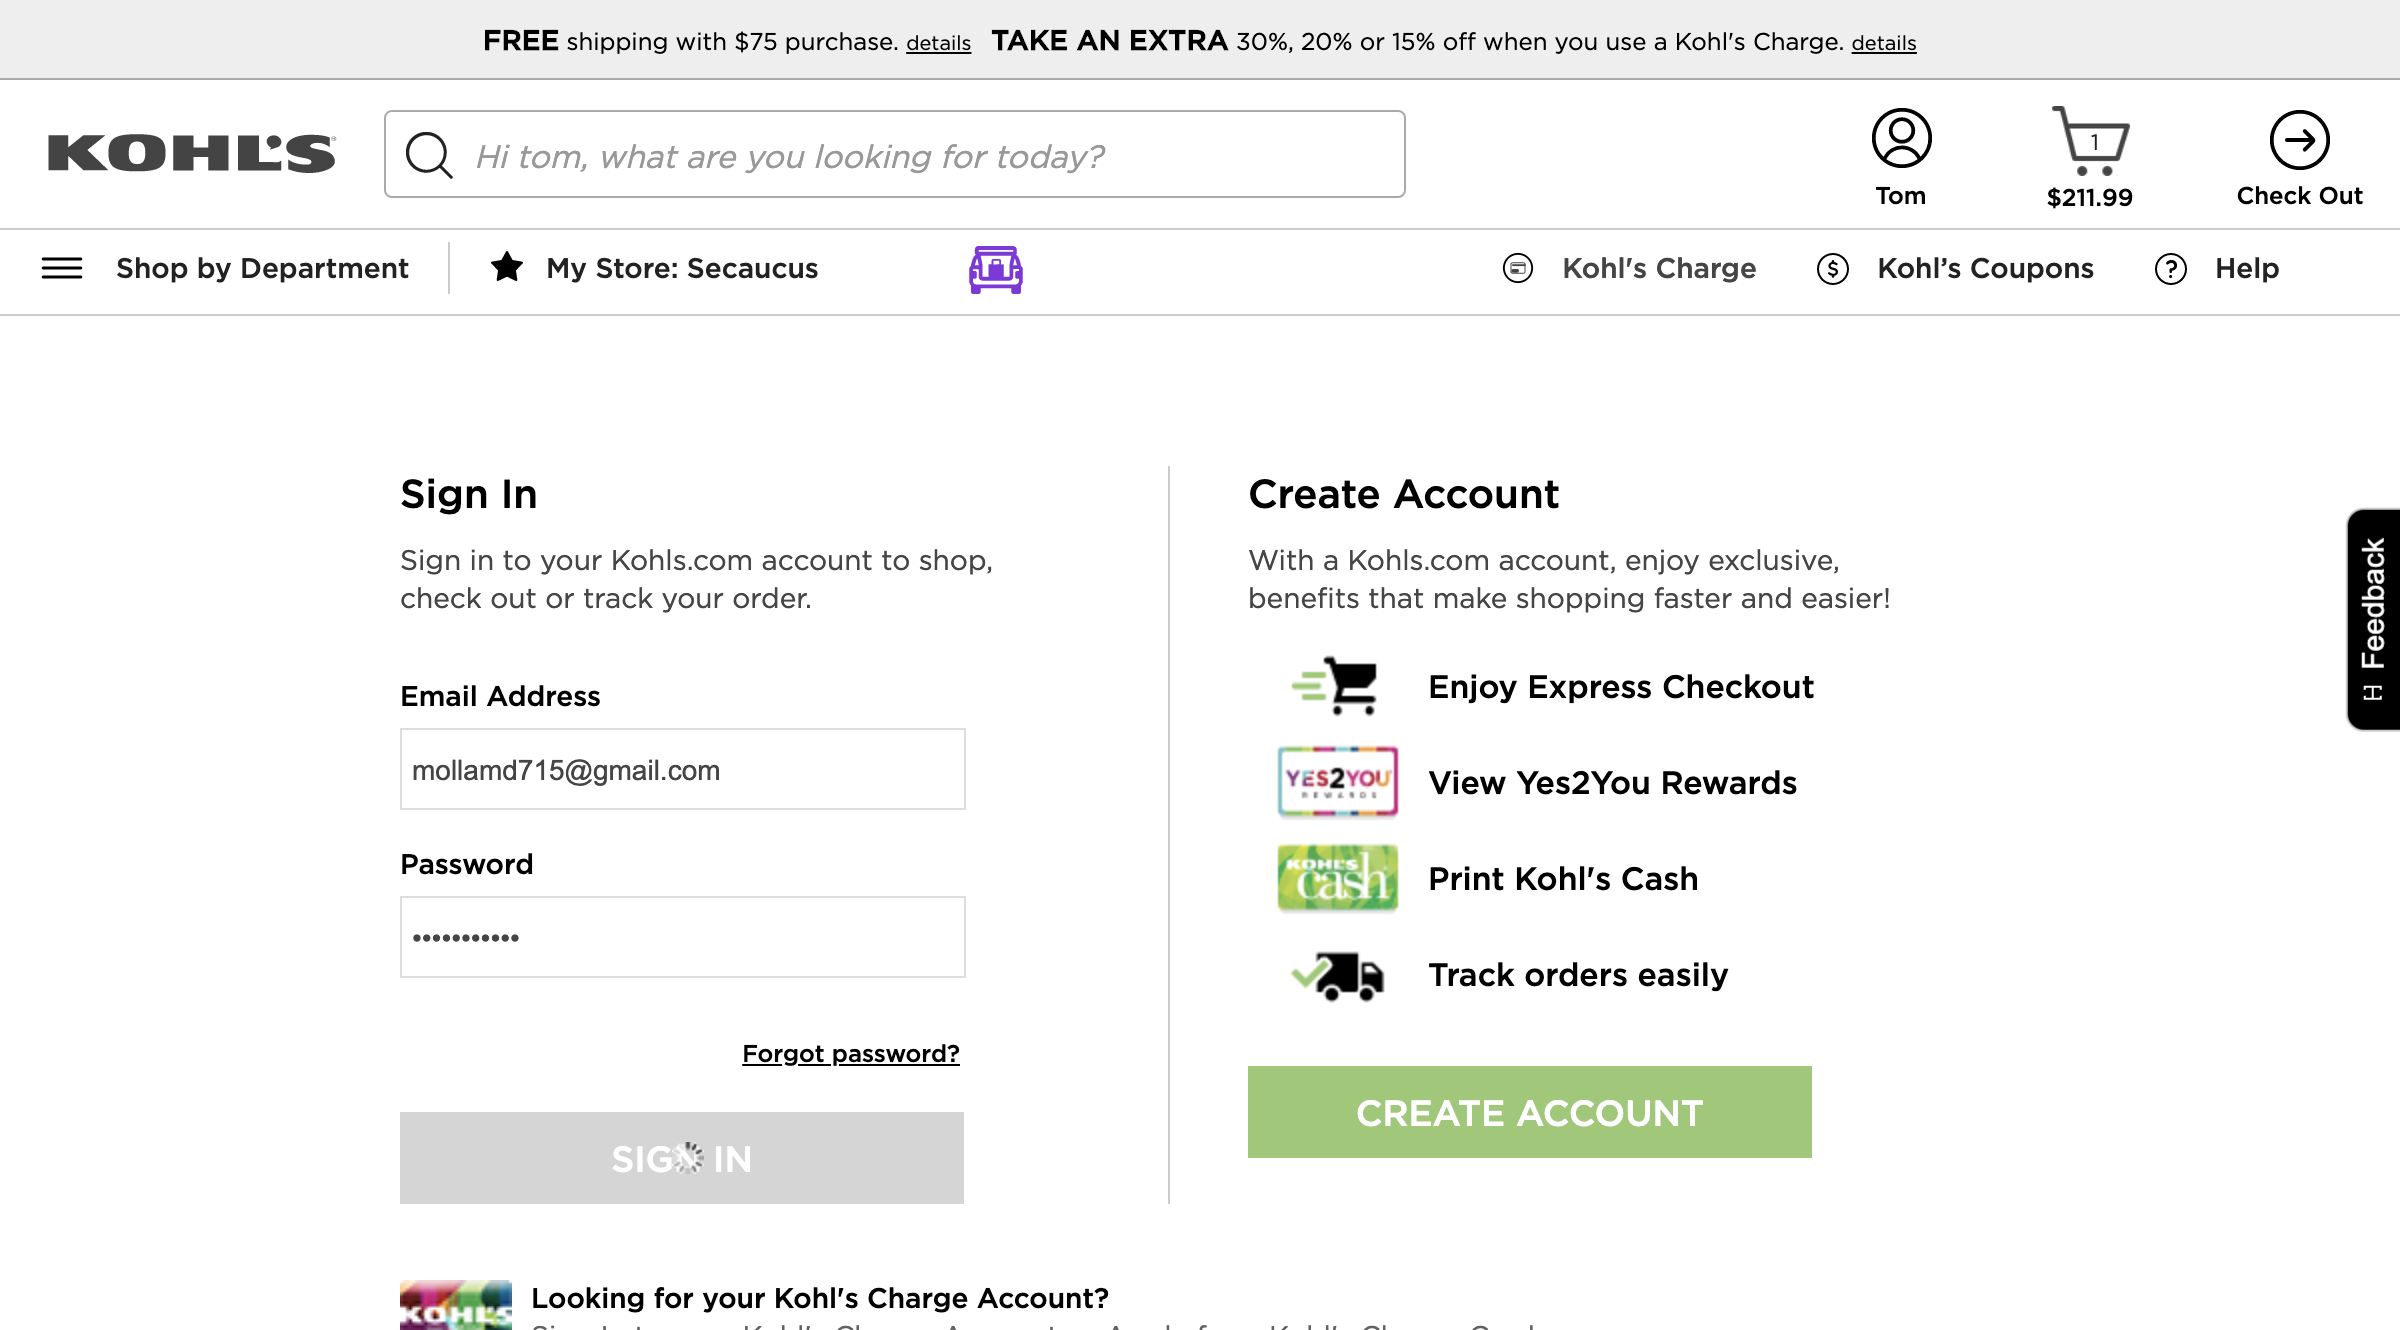 FREE shipping with $75 purchase. details TAKE AN EXTRA 30%, 20% or 15% off when you use a Kohl's Charge. details
KOHL'S
Hi tom, what are you looking for today?
1
Tom
$211.99
Check Out
Shop by Department
My Store: Secaucus
Kohl's Charge
$
Kohl’s Coupons
?
Help
Sign In
Sign in to your Kohls.com account to shop,
check out or track your order.
Email Address
mollamd715@gmail.com
Password
•••••••••••
Forgot password?
SIGN IN
Create Account
With a Kohls.com account, enjoy exclusive,
benefits that make shopping faster and easier!
Enjoy Express Checkout
YES2YOU
REWARDS
View Yes2You Rewards
KOHL'S
cash
Print Kohl's Cash
Track orders easily
CREATE ACCOUNT
Feedback
KOHL'S
Looking for your Kohl's Charge Account?